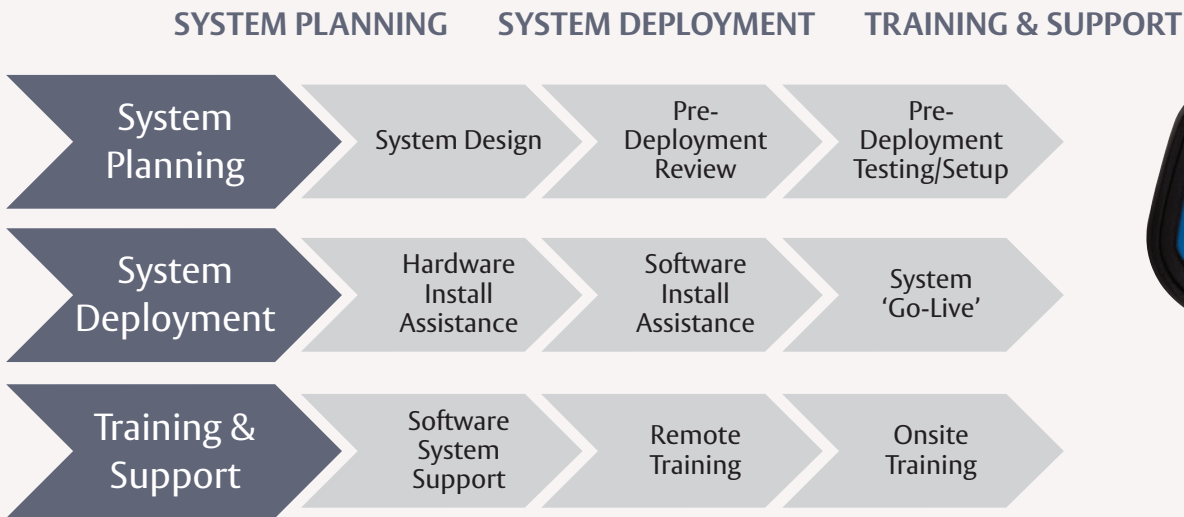 SYSTEM PLANNING SYSTEM DEPLOYMENT TRAINING & SUPPORT
System
Planning
System Design
Pre-
Deployment
Review
Pre-
Deployment
Testing/Setup
System
Deployment
Hardware
Install
Assistance
Software
Install
Assistance
System
‘Go-Live’
Training &
Support
Software
System
Support
Remote
Training
Onsite
Training